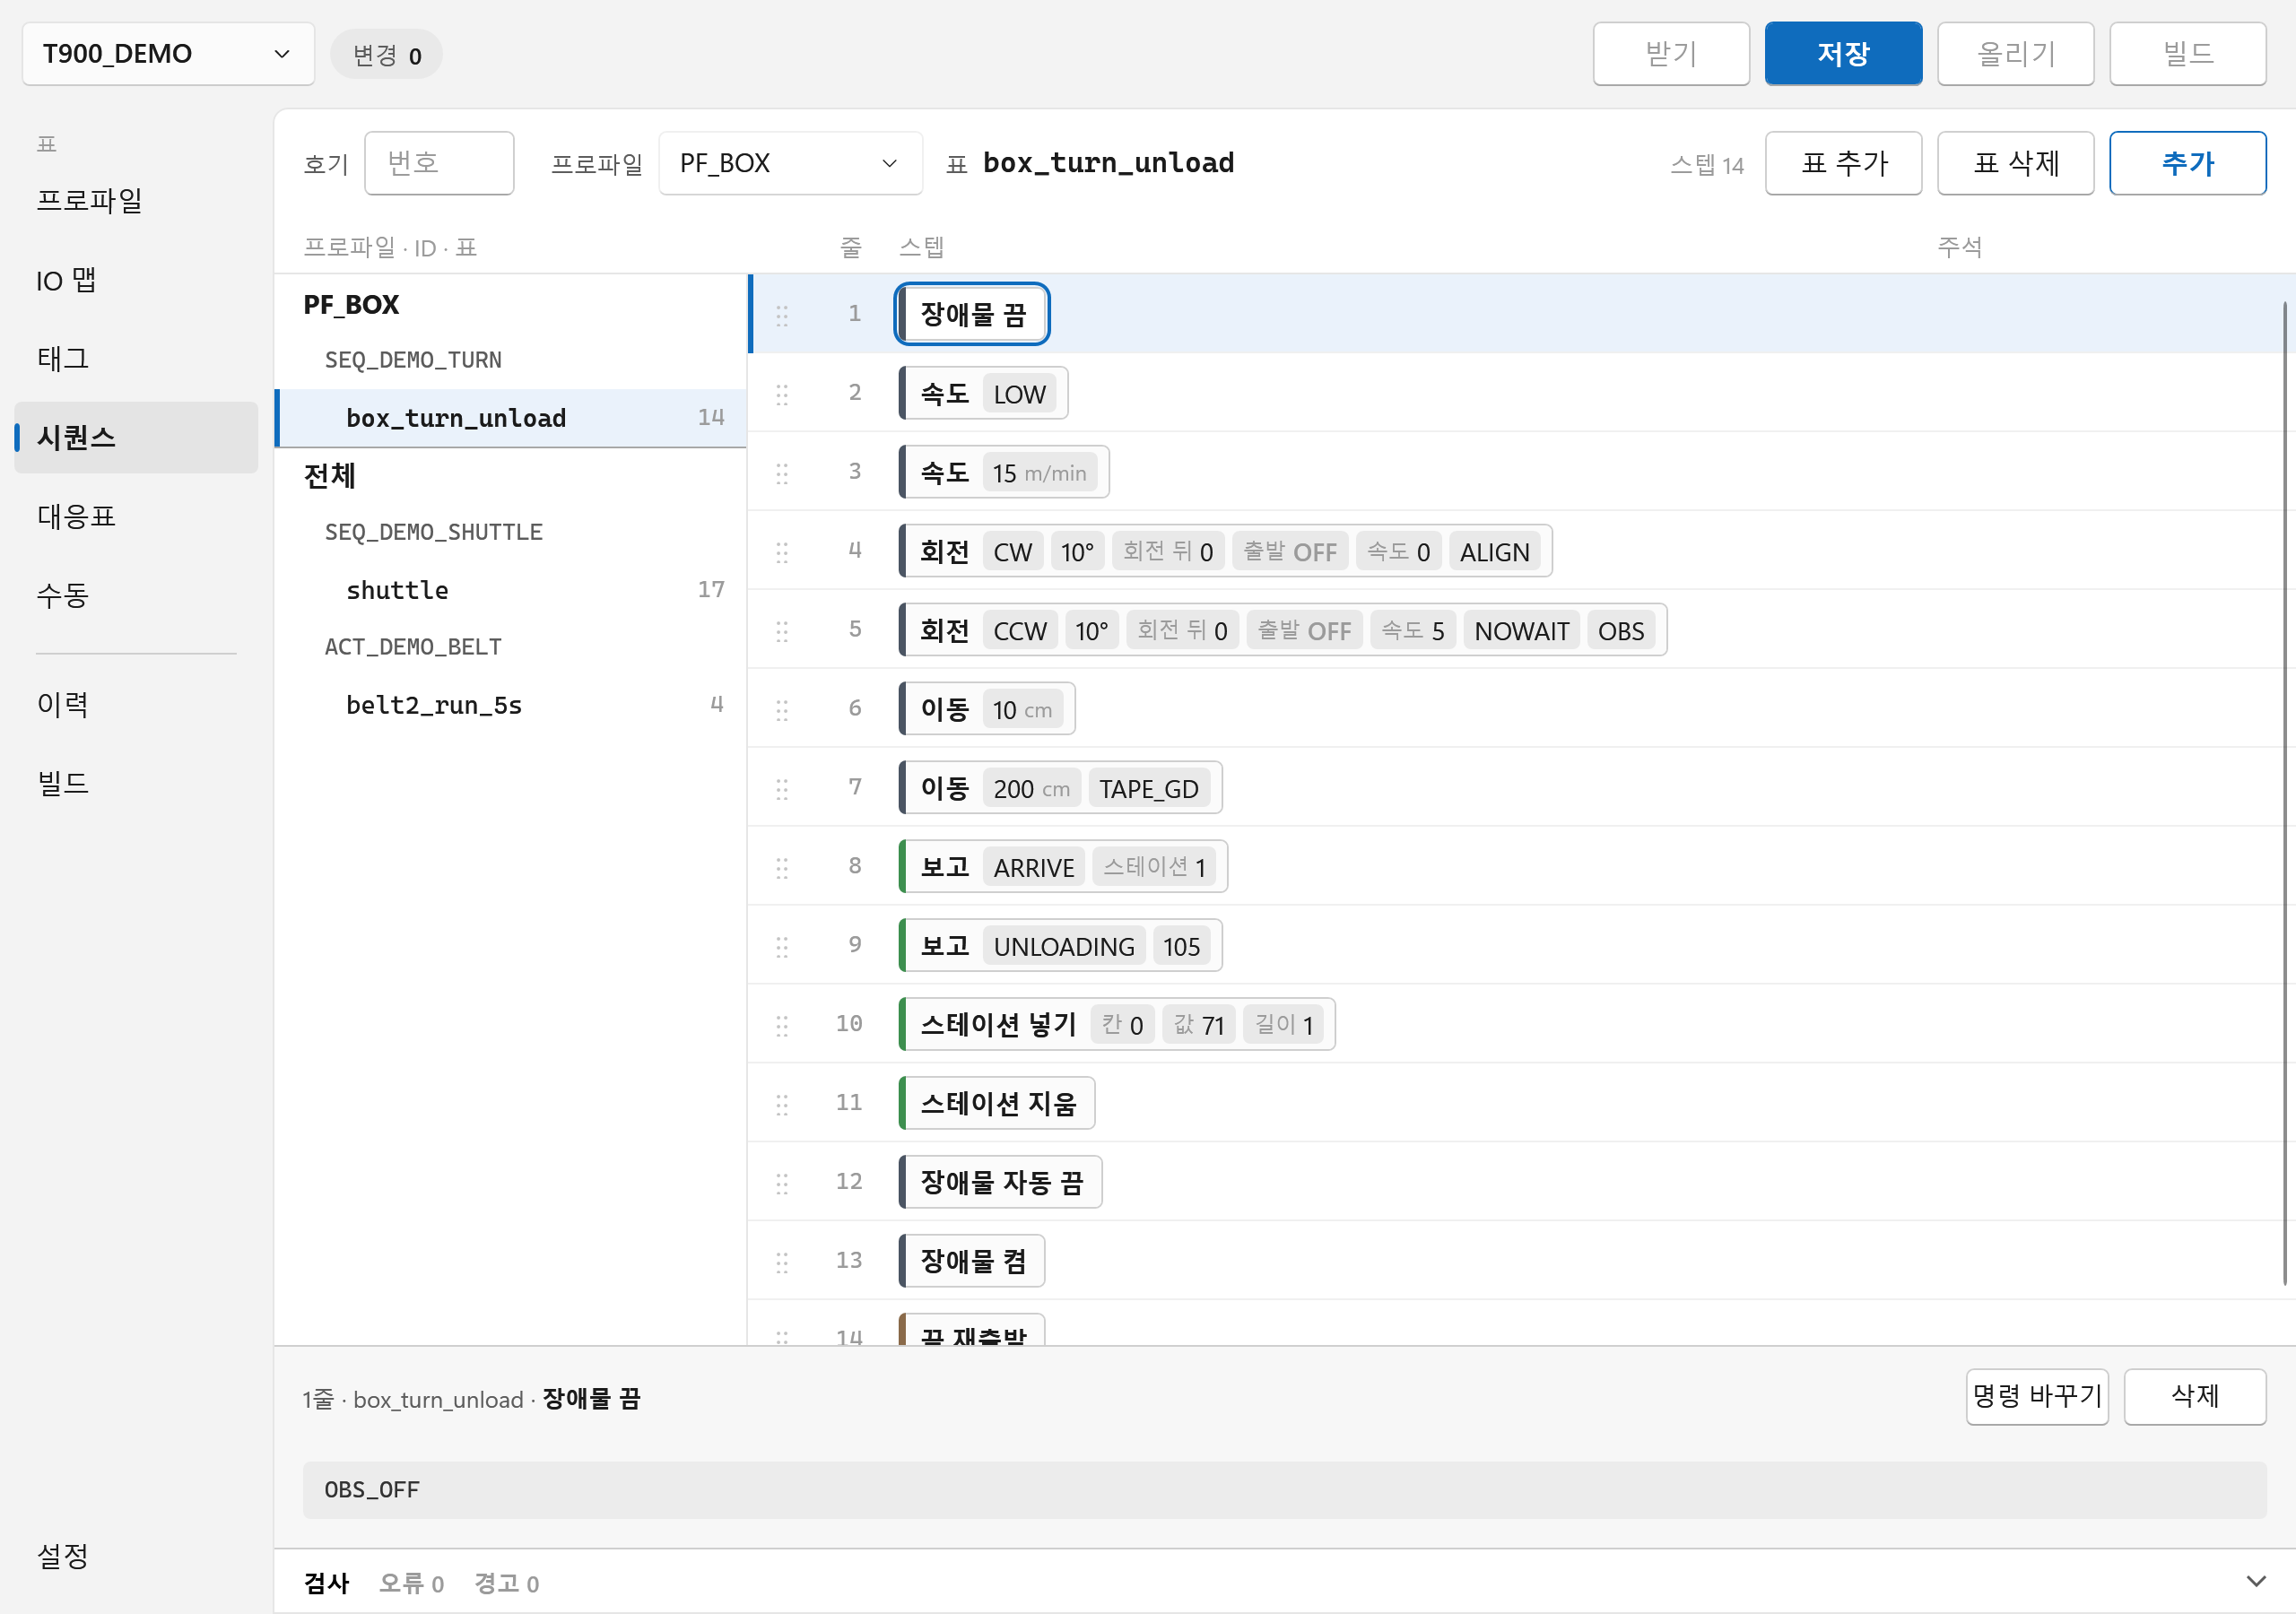 T900_DEMO 변경 0 받기 저장 올리기 빌드
표
프로파일
IO 맵
태그
시퀀스
대응표
수동
이력
빌드
설정
호기 번호 프로파일 PF_BOX 표 box_turn_unload 스텝 14 표 추가 표 삭제 추가
프로파일 · ID · 표
PF_BOX
SEQ_DEMO_TURN
box_turn_unload 14
전체
SEQ_DEMO_SHUTTLE
shuttle 17
ACT_DEMO_BELT
belt2_run_5s 4
줄 스텝 주석
1 장애물 끔
2 속도 LOW
3 속도 15 m/min
4 회전 CW 10° 회전 뒤 0 출발 OFF 속도 0 ALIGN
5 회전 CCW 10° 회전 뒤 0 출발 OFF 속도 5 NOWAIT OBS
6 이동 10 cm
7 이동 200 cm TAPE_GD
8 보고 ARRIVE 스테이션 1
9 보고 UNLOADING 105
10 스테이션 넣기 칸 0 값 71 길이 1
11 스테이션 지움
12 장애물 자동 끔
13 장애물 켬
14 끝 재출발
1줄 · box_turn_unload · 장애물 끔 명령 바꾸기 삭제
OBS_OFF
검사 오류 0 경고 0